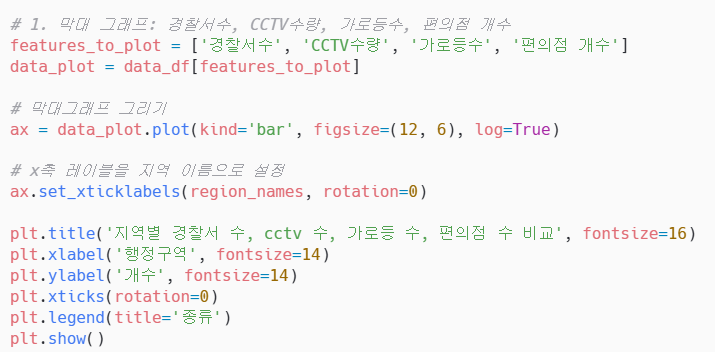 # 1. 막대 그래프: 경찰서수, CCTV수량, 가로등수, 편의점 개수
features_to_plot = ['경찰서수', 'CCTV수량', '가로등수', '편의점 개수']
data_plot = data_df[features_to_plot]
# 막대그래프 그리기
ax = data_plot.plot(kind='bar', figsize=(12, 6), log=True)
# x축 레이블을 지역 이름으로 설정
ax.set_xticklabels(region_names, rotation=0)
plt.title('지역별 경찰서 수, cctv 수, 가로등 수, 편의점 수 비교', fontsize=16)
plt.xlabel('행정구역', fontsize=14)
plt.ylabel('개수', fontsize=14)
plt.xticks(rotation=0)
plt.legend(title='종류')
plt.show()